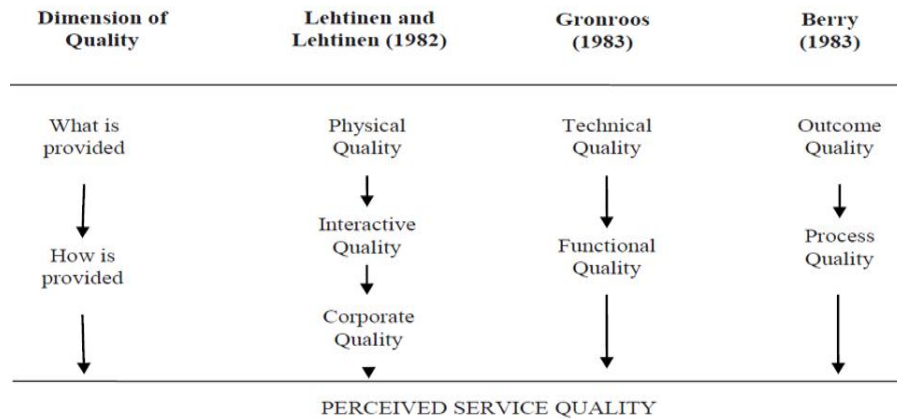 Dimension of
Quality
Lehtinen and
Lehtinen (1982)
Gronroos
(1983)
Berry
(1983)
What is
provided
Physical
Quality
Technical
Quality
Outcome
Quality
Interactive
Quality
How is
provided
Functional
Quality
Process
Quality
Corporate
Quality
PERCEIVED SERVICE QUALITY